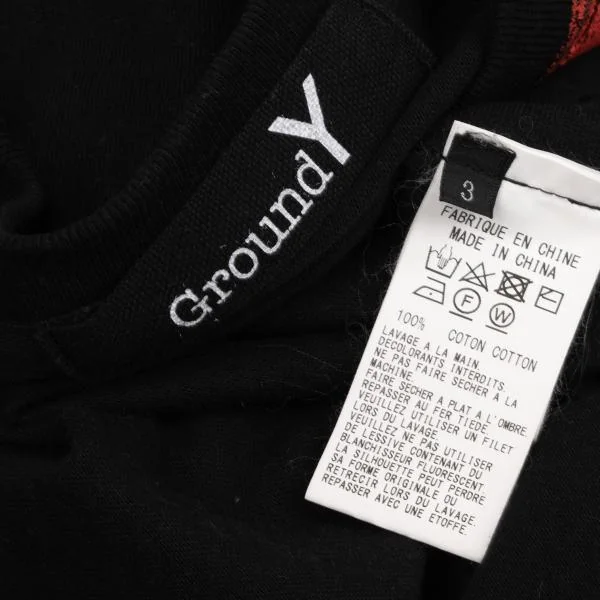 Ground Y
3
FABRIQUE EN CHINE
MADE IN CHINA
F W
100% COTON COTTON
LAVAGE A LA MAIN.
DECOLORANTS INTERDITS.
NE PAS FAIRE SECHER A LA
MACHINE.
FAIRE SECHER A PLAT A L'OMBRE.
REPASSER AU FER TIEDE.
VEUILLEZ UTILISER UN FILET
LORS DU LAVAGE.
VEUILLEZ NE PAS UTILISER
DE LESSIVE CONTENANT DU
BLANCHISSEUR FLUORESCENT.
LA SILHOUETTE PEUT PERDRE
SA FORME ORIGINALE OU
RETRECIR LORS DU LAVAGE.
REPASSER AVEC UNE ETOFFE.